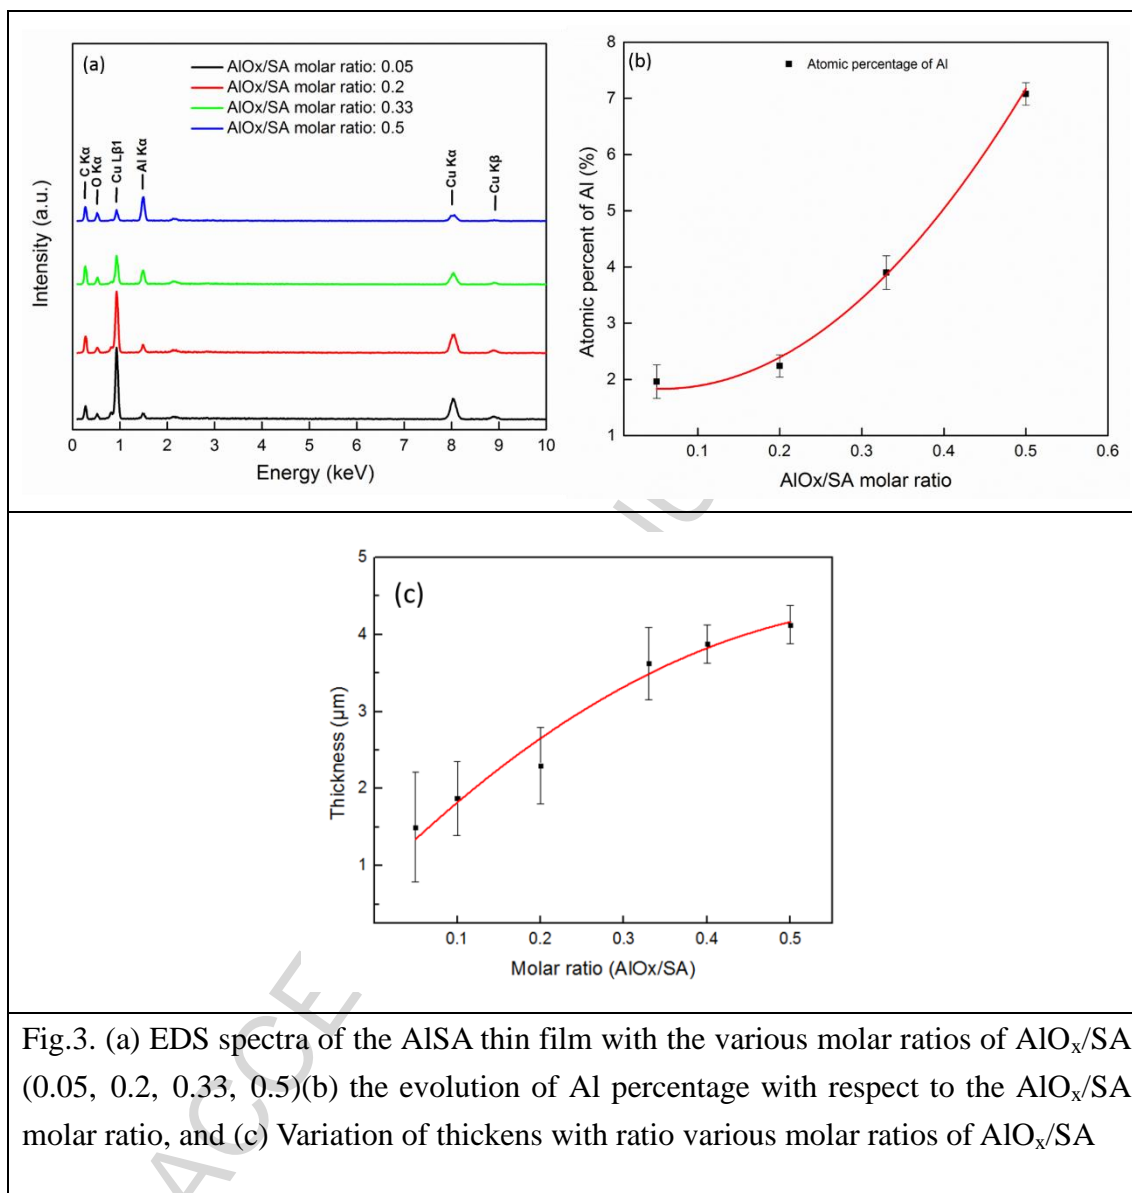 (a)
AlOx/SA molar ratio: 0.05
AlOx/SA molar ratio: 0.2
AlOx/SA molar ratio: 0.33
AlOx/SA molar ratio: 0.5
C Kα
O Kα
Cu Lβ1
Al Kα
Cu Kα
Cu Kβ
Intensity (a.u.)
0 1 2 3 4 5 6 7 8 9 10
Energy (keV)
(b)
Atomic percentage of Al
8
7
6
5
4
3
2
1
Atomic percent of Al (%)
0.1 0.2 0.3 0.4 0.5 0.6
AlOx/SA molar ratio
(c)
5
4
3
2
1
Thickness (μm)
0.1 0.2 0.3 0.4 0.5
Molar ratio (AlOx/SA)
Fig.3. (a) EDS spectra of the AlSA thin film with the various molar ratios of AlOx/SA
(0.05, 0.2, 0.33, 0.5)(b) the evolution of Al percentage with respect to the AlOx/SA
molar ratio, and (c) Variation of thickens with ratio various molar ratios of AlOx/SA
ACCE